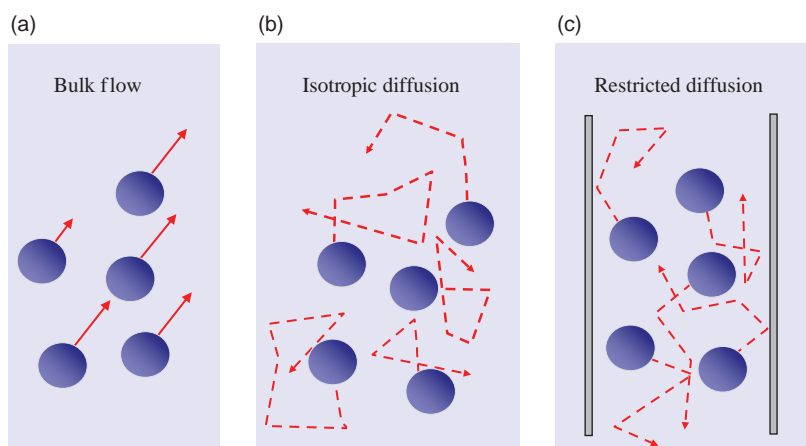 (a)
Bulk flow
(b)
Isotropic diffusion
(c)
Restricted diffusion